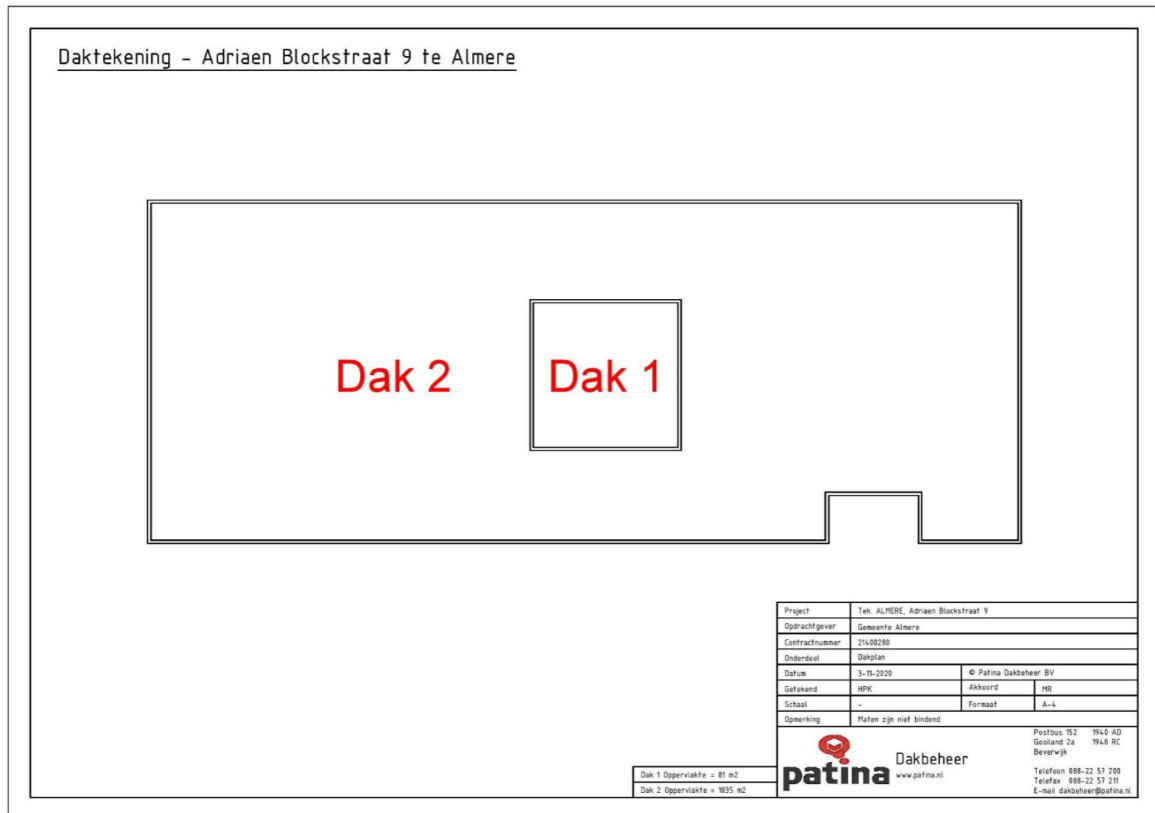 Daktekening - Adriaen Blockstraat 9 te Almere
Dak 2
Dak 1
Project Tek. ALMERE, Adriaen Blockstraat 9
Opdrachtgever Gemeente Almere
Contractnummer 21400280
Onderdeel Dakplan
Datum 3-11-2020 © Patina Dakbeheer BV
Getekend HPK Akkoord MR
Schaal - Formaat A-4
Opmerking Maten zijn niet bindend
patina
Dakbeheer
www.patina.nl
Postbus 152 1940 AD
Gooiland 2a 1948 RC
Beverwijk
Telefoon 088-22 57 200
Telefax 088-22 57 211
E-mail dakbeheer@patina.nl
Dak 1 Oppervlakte = 81 m2
Dak 2 Oppervlakte = 1035 m2